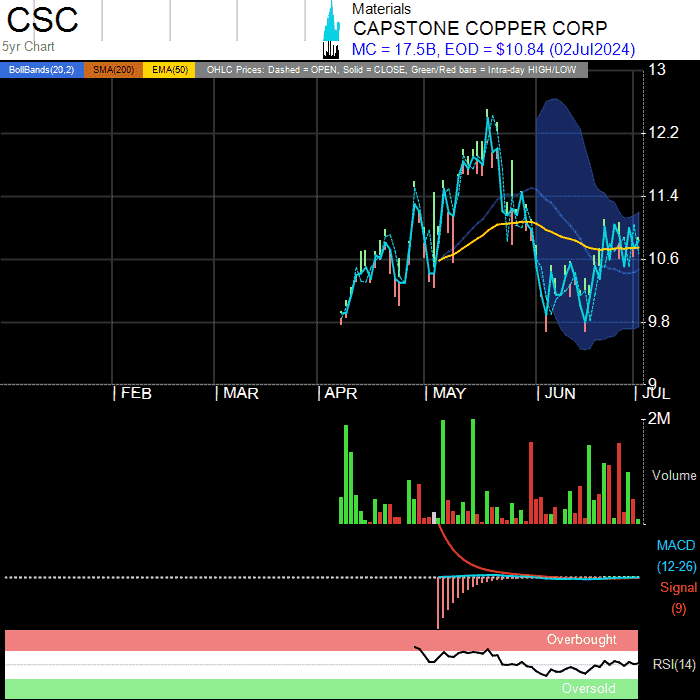 CSC
5yr Chart
Materials
CAPSTONE COPPER CORP
MC = 17.5B, EOD = $10.84 (02Jul2024)
BollBands(20,2) SMA(200) EMA(50) OHLC Prices: Dashed = OPEN, Solid = CLOSE, Green/Red bars = Intra-day HIGH/LOW
13
12.2
11.4
10.6
9.8
9
FEB MAR APR MAY JUN JUL
2M
Volume
MACD
(12-26)
Signal
(9)
Overbought
RSI(14)
Oversold